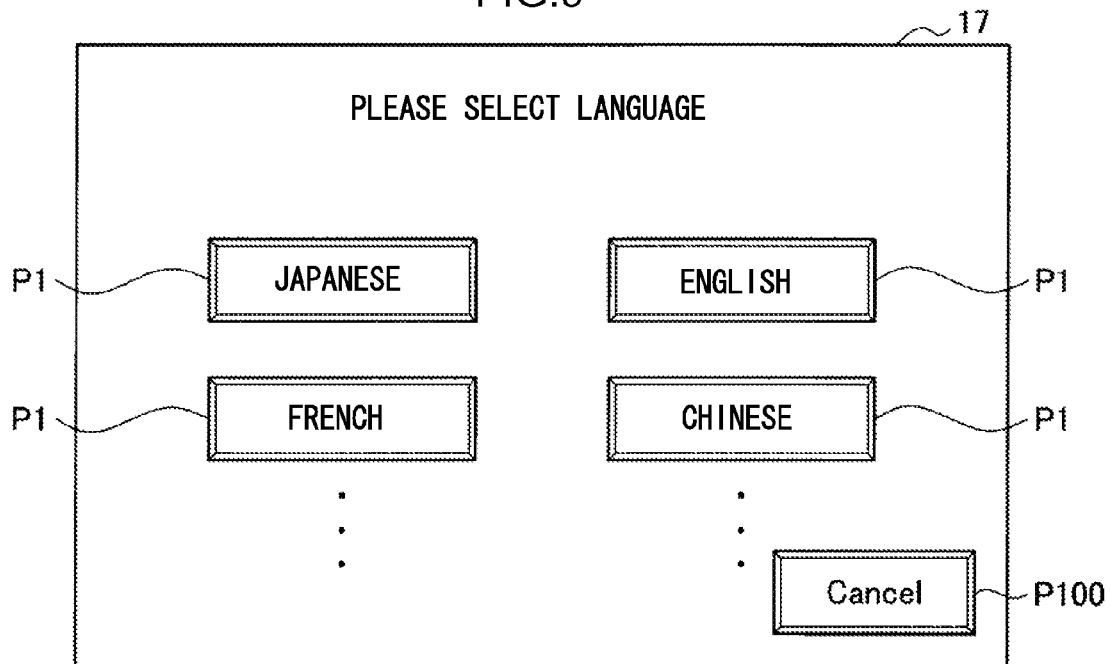 17
PLEASE SELECT LANGUAGE
P1 JAPANESE ENGLISH P1
P1 FRENCH CHINESE P1
Cancel P100